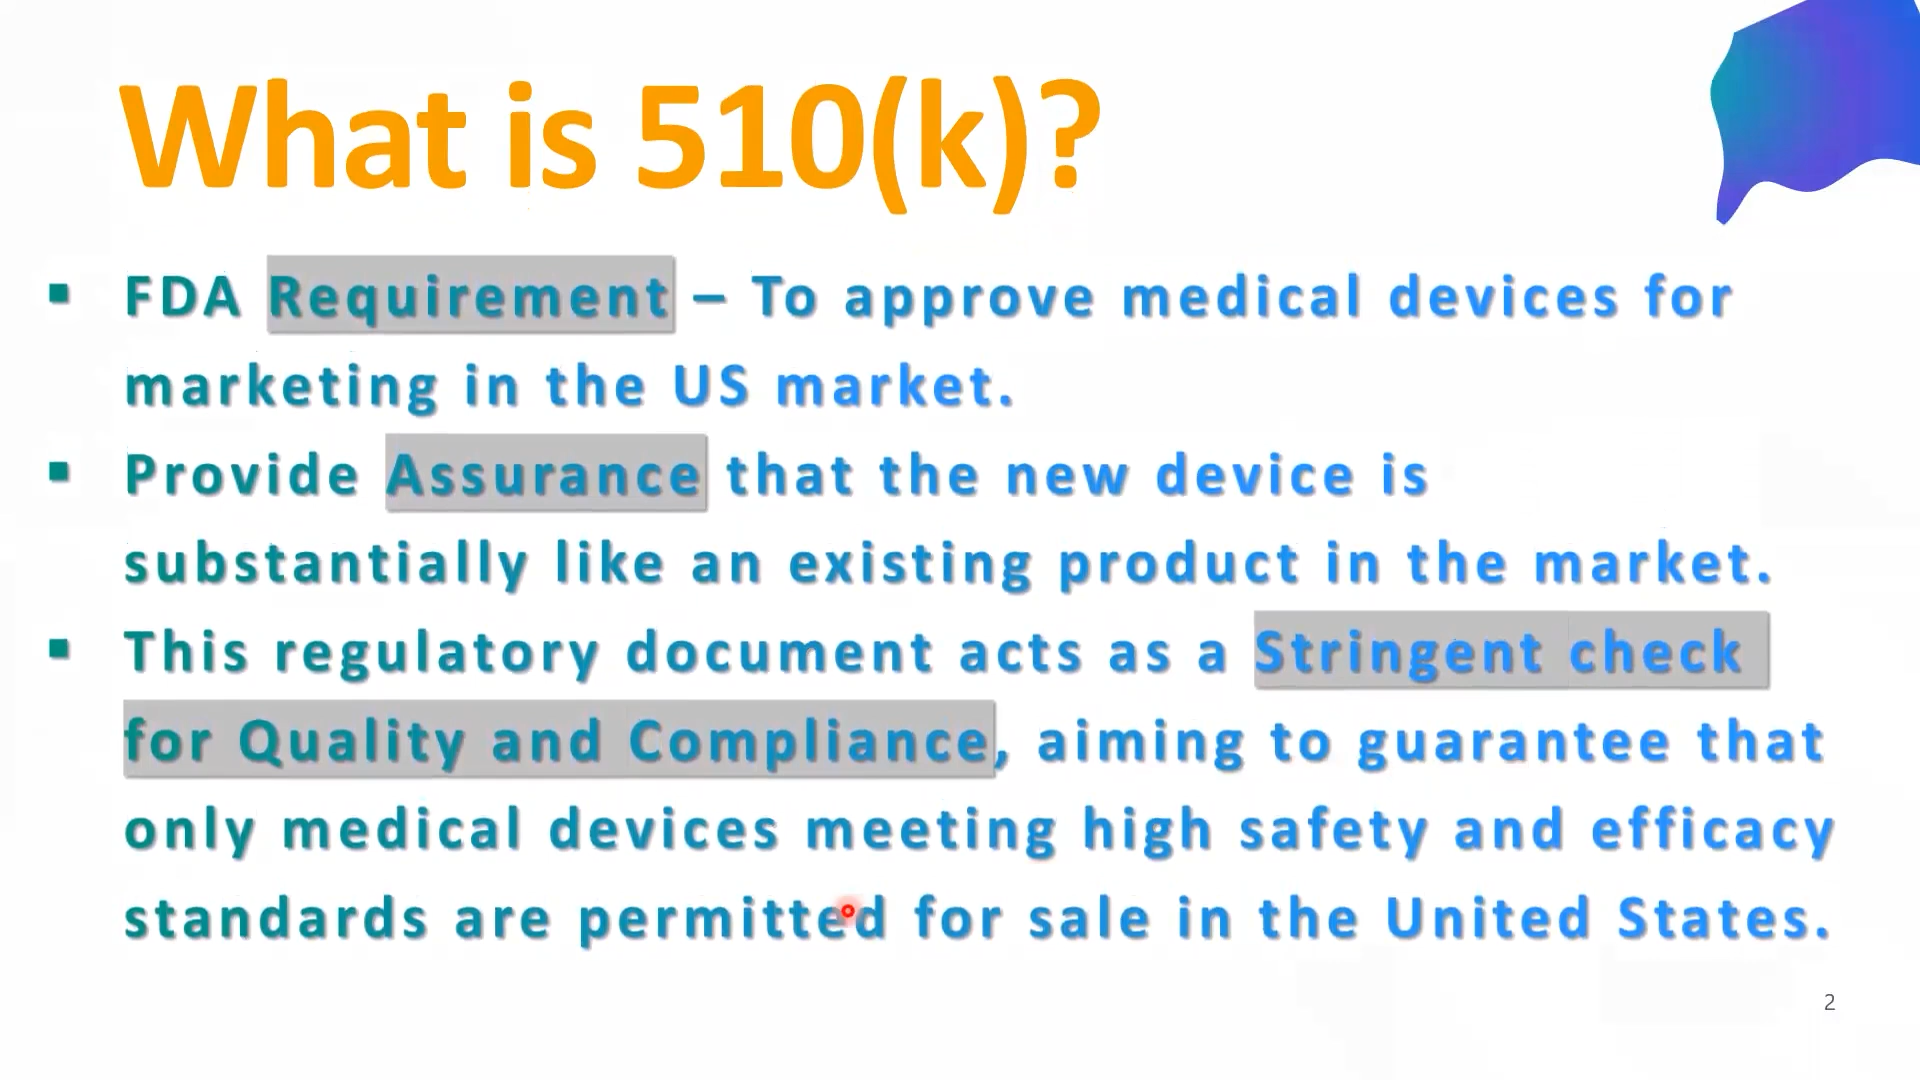 What is 510(k)?
▪ FDA Requirement – To approve medical devices for
marketing in the US market.
▪ Provide Assurance that the new device is
substantially like an existing product in the market.
▪ This regulatory document acts as a Stringent check
for Quality and Compliance, aiming to guarantee that
only medical devices meeting high safety and efficacy
standards are permitted for sale in the United States.
2